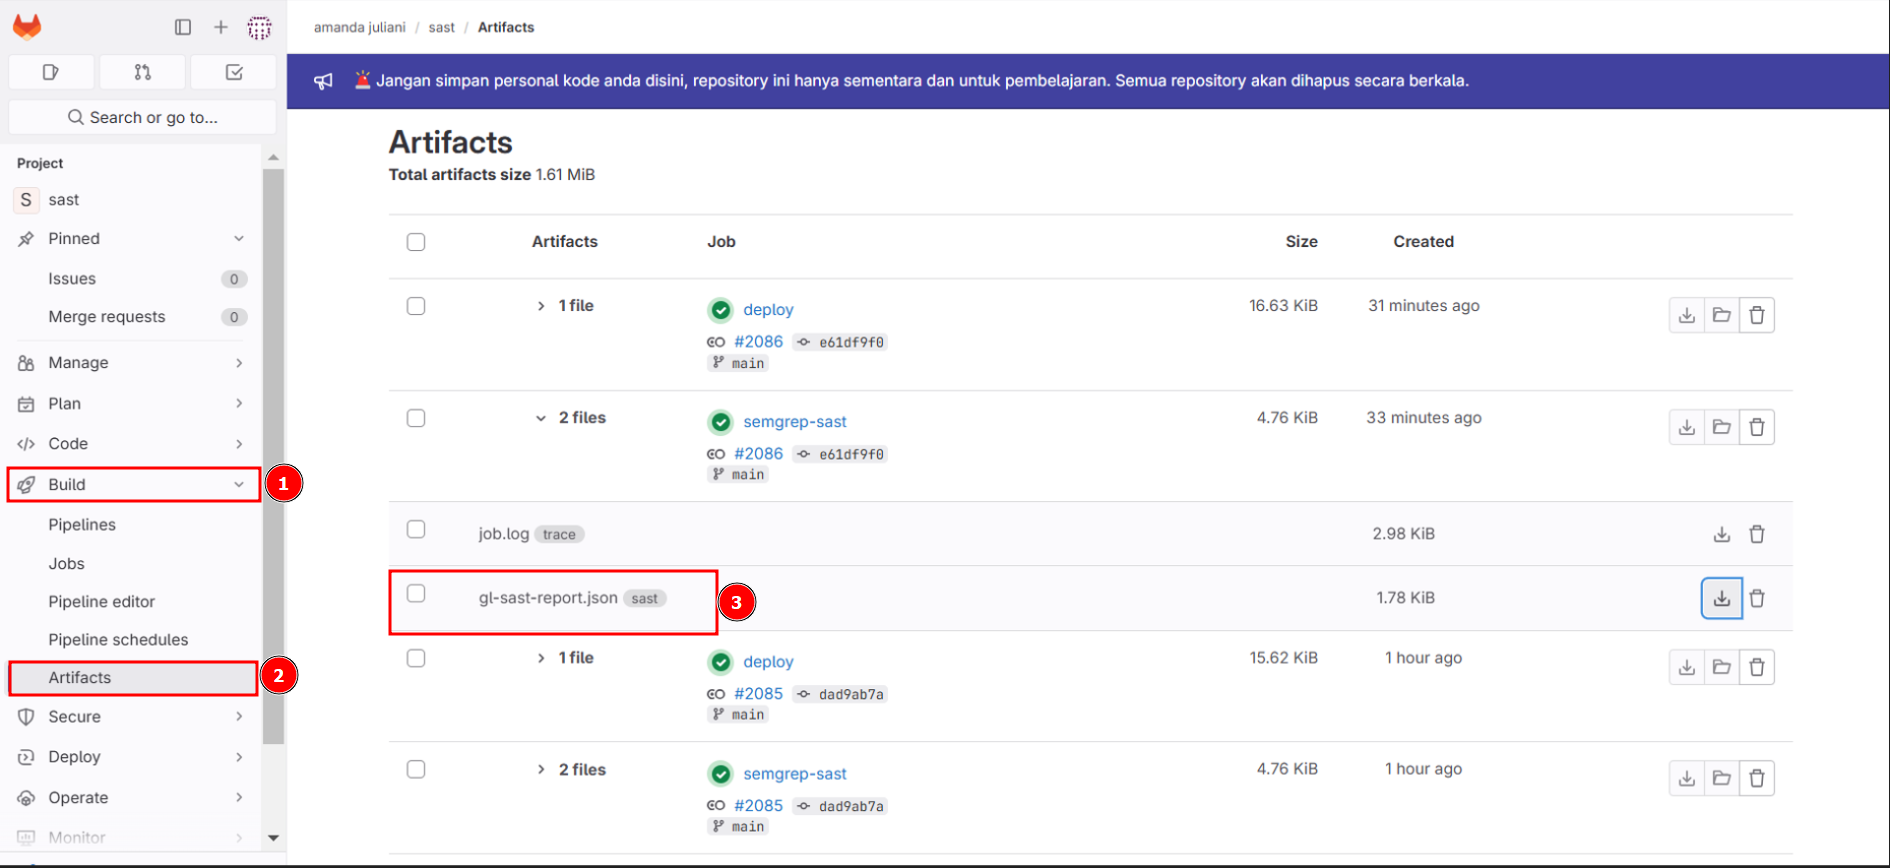 amanda juliani / sast / Artifacts
Search or go to...
Jangan simpan personal kode anda disini, repository ini hanya sementara dan untuk pembelajaran. Semua repository akan dihapus secara berkala.
Project
S sast
Pinned
Issues 0
Merge requests 0
Manage
Plan
Code
Build 1
Pipelines
Jobs
Pipeline editor
Pipeline schedules
Artifacts 2
Secure
Deploy
Operate
Monitor
Artifacts
Total artifacts size 1.61 MiB
Artifacts Job Size Created
1 file deploy 16.63 KiB 31 minutes ago
#2086 e61df9f0
main
2 files semgrep-sast 4.76 KiB 33 minutes ago
#2086 e61df9f0
main
job.log trace 2.98 KiB
gl-sast-report.json sast 3 1.78 KiB
1 file deploy 15.62 KiB 1 hour ago
#2085 dad9ab7a
main
2 files semgrep-sast 4.76 KiB 1 hour ago
#2085 dad9ab7a
main